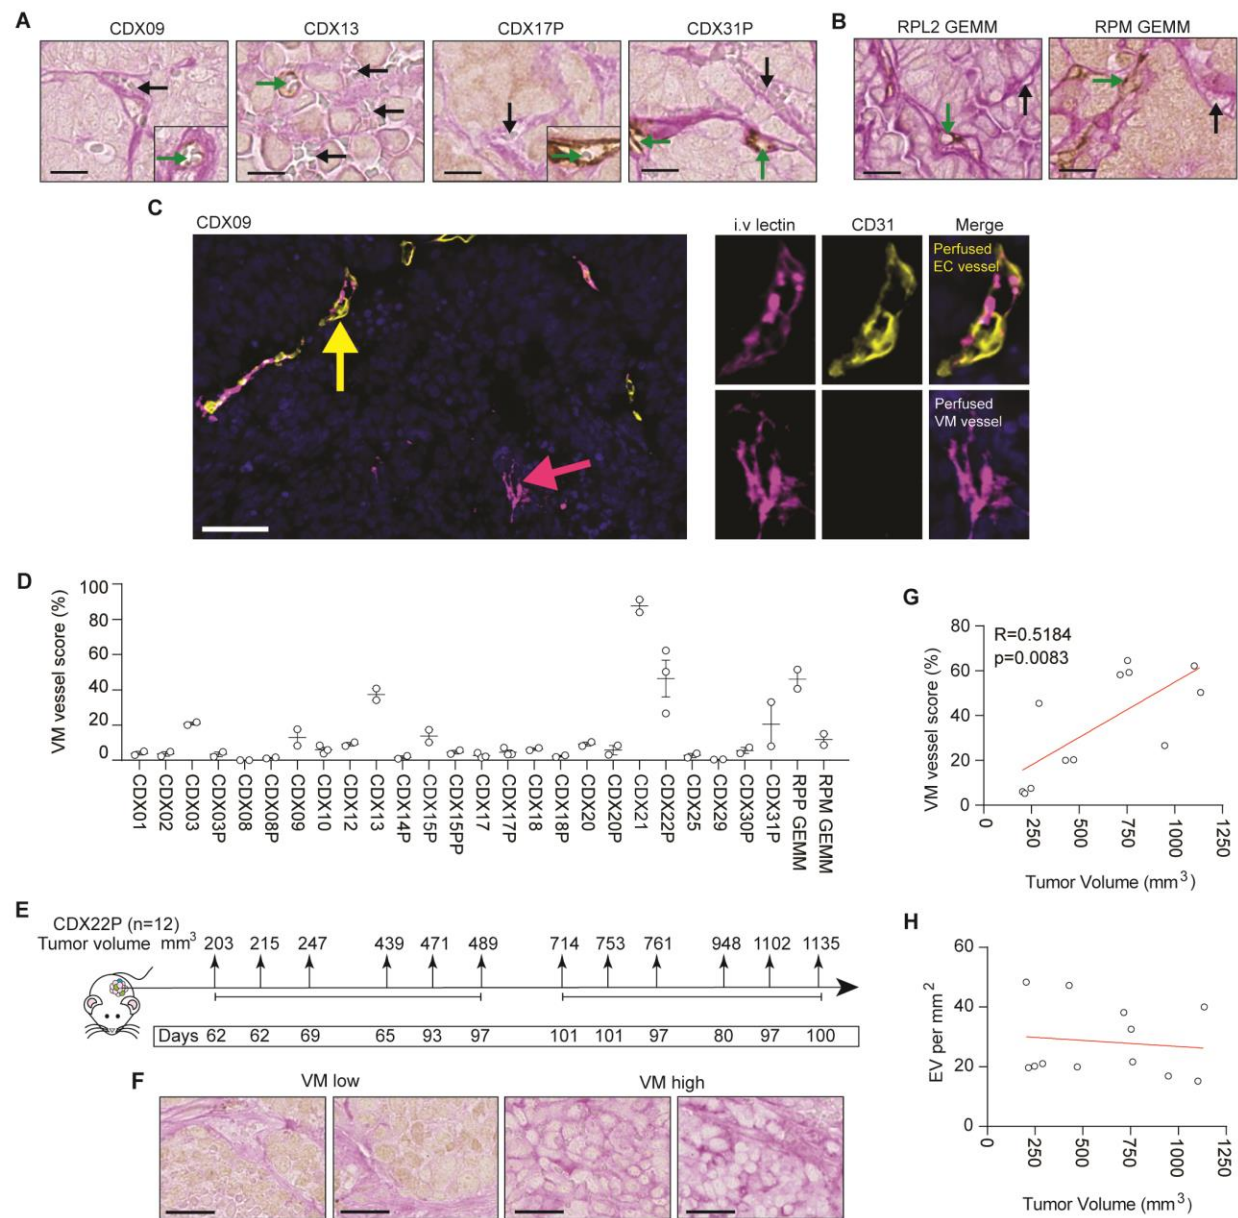 A
CDX09
CDX13
CDX17P
CDX31P
B
RPL2 GEMM
RPM GEMM
C
CDX09
i.v lectin
CD31
Merge
Perfused
EC vessel
Perfused
VM vessel
D
VM vessel score (%)
100
80
60
40
20
0
CDX01
CDX02
CDX03
CDX03P
CDX08
CDX08P
CDX09
CDX10
CDX12
CDX13
CDX14P
CDX15P
CDX15PP
CDX17
CDX17P
CDX18
CDX18P
CDX20
CDX20P
CDX21
CDX22P
CDX25
CDX29
CDX30P
CDX31P
RPP GEMM
RPM GEMM
E
CDX22P (n=12)
Tumor volume mm³ 203 215 247 439 471 489 714 753 761 948 1102 1135
Days 62 62 69 65 93 97 101 101 97 80 97 100
F
VM low
VM high
G
R=0.5184
p=0.0083
VM vessel score (%)
80
60
40
20
0
0 250 500 750 1000 1250
Tumor Volume (mm³)
H
EV per mm²
60
40
20
0
0 250 500 750 1000 1250
Tumor Volume (mm³)